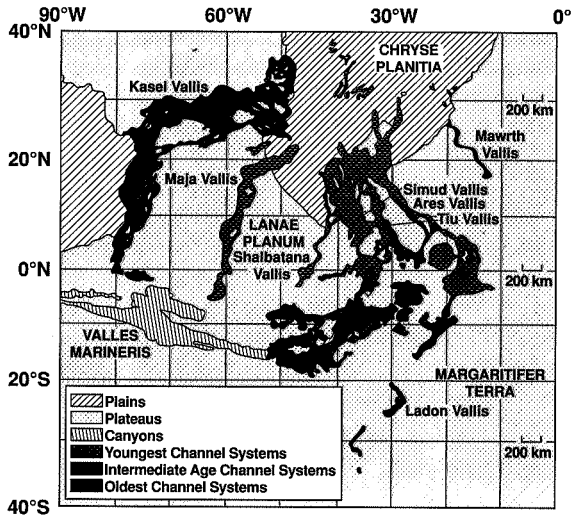 90°W 60°W 30°W 0°
40°N
CHRYSE
PLANITIA
Kasel Vallis
200 km
Mawrth
Vallis
20°N
Maja Vallis
Simud Vallis
Ares Vallis
Tiu Vallis
LANAE
PLANUM
Shalbatana
Vallis
0°N
200 km
VALLES
MARINERIS
MARGARITIFER
TERRA
20°S
Ladon Vallis
Plains
Plateaus
Canyons
Youngest Channel Systems
Intermediate Age Channel Systems
Oldest Channel Systems
200 km
40°S